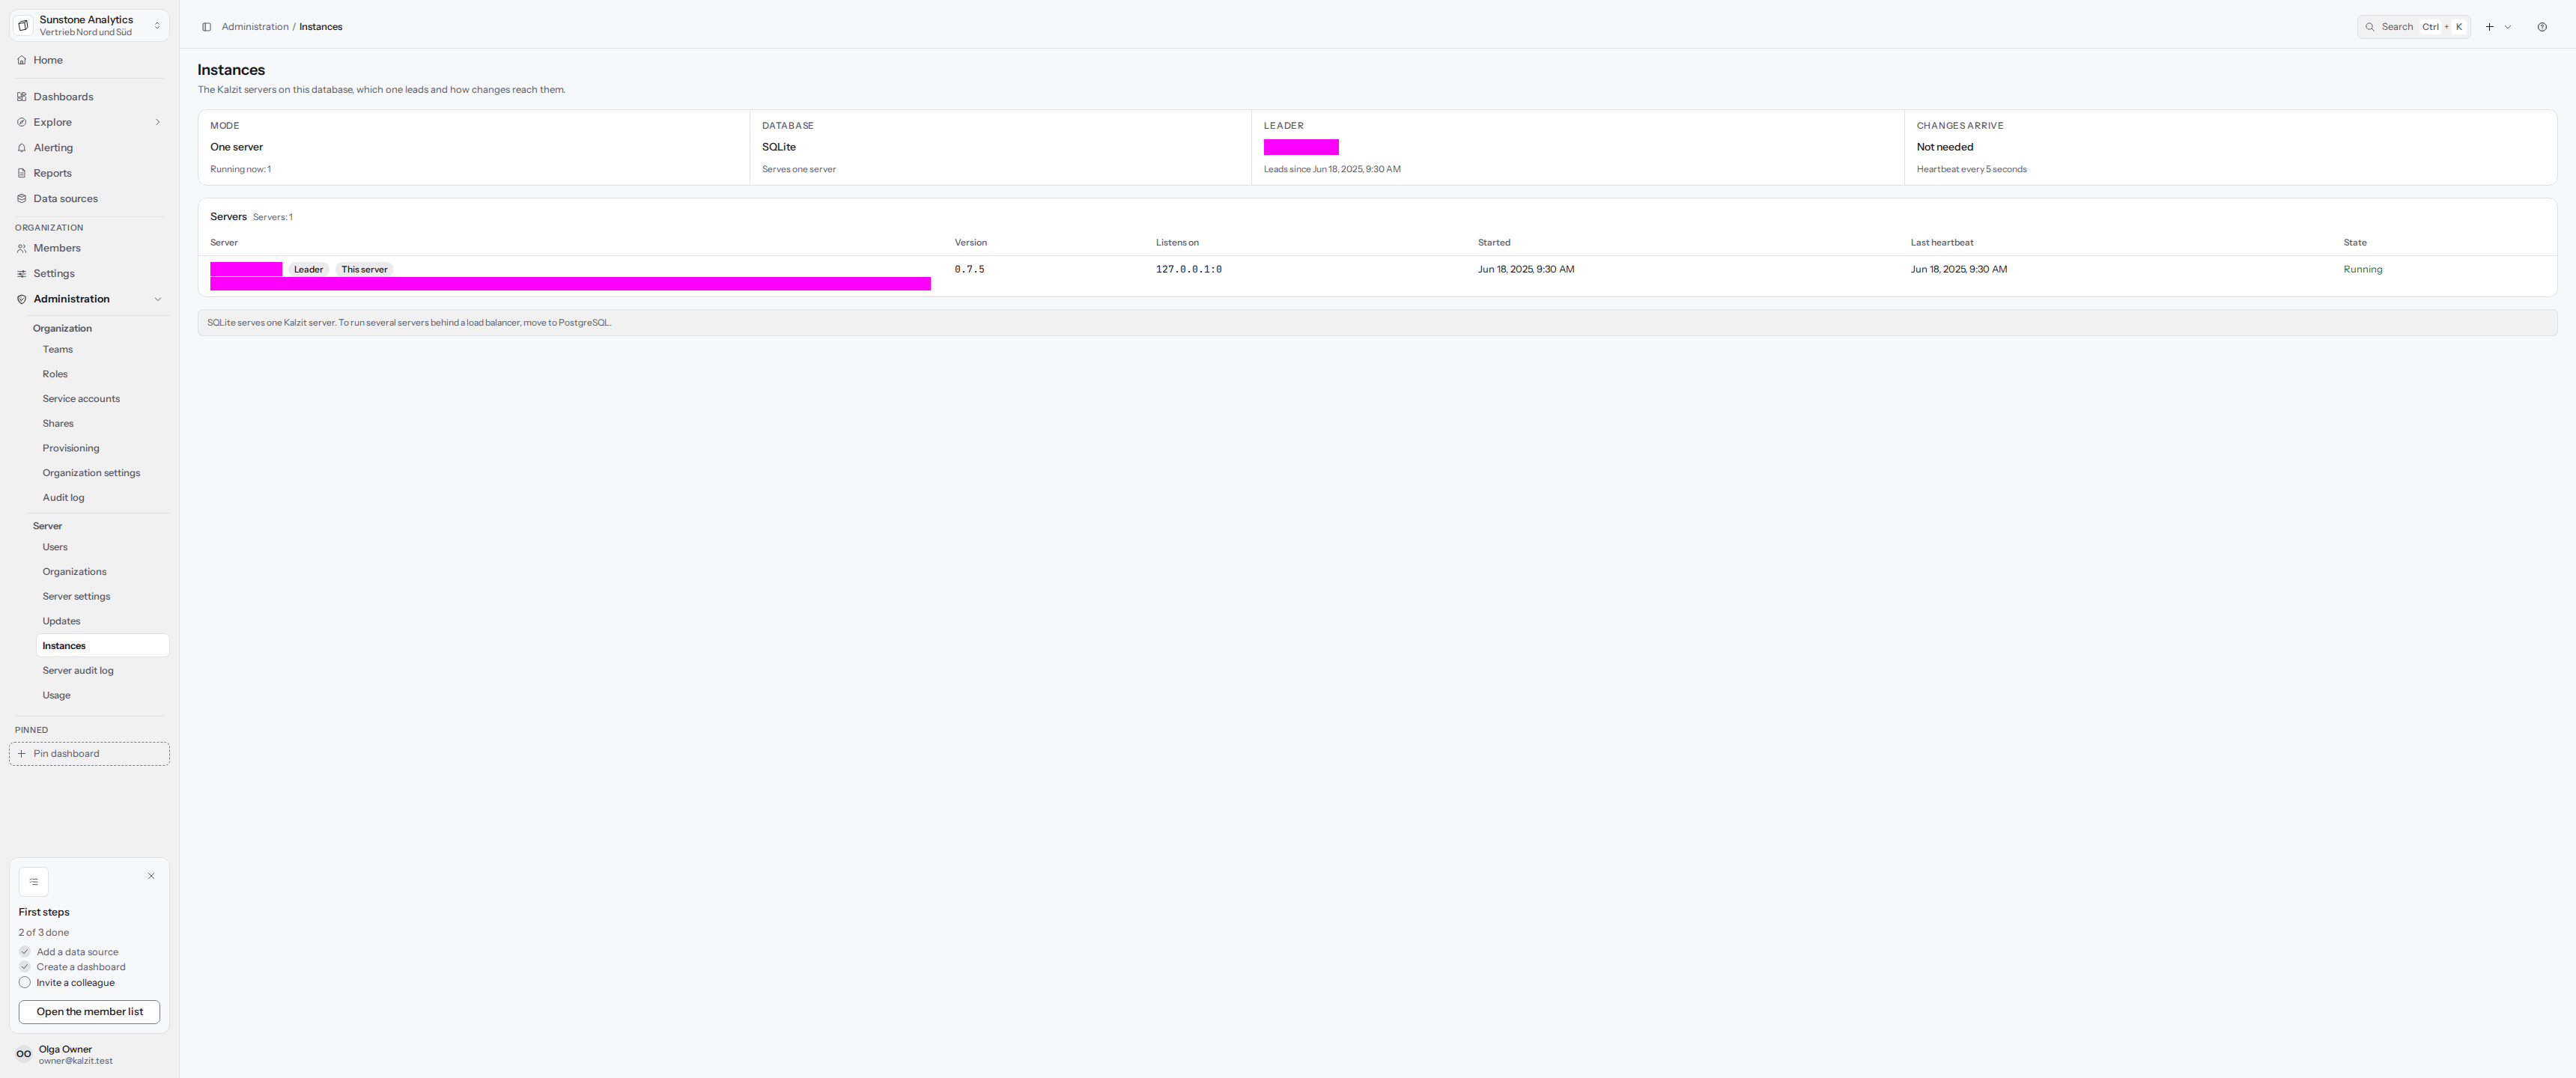 Sunstone Analytics
Vertrieb Nord und Süd
Home
Dashboards
Explore
Alerting
Reports
Data sources
ORGANIZATION
Members
Settings
Administration
Organization
Teams
Roles
Service accounts
Shares
Provisioning
Organization settings
Audit log
Server
Users
Organizations
Server settings
Updates
Instances
Server audit log
Usage
PINNED
Pin dashboard
First steps
2 of 3 done
Add a data source
Create a dashboard
Invite a colleague
Open the member list
OO Olga Owner
owner@kalzit.test
Administration / Instances
Search Ctrl + K
Instances
The Kalzit servers on this database, which one leads and how changes reach them.
MODE
One server
Running now: 1
DATABASE
SQLite
Serves one server
LEADER
Leads since Jun 18, 2025, 9:30 AM
CHANGES ARRIVE
Not needed
Heartbeat every 5 seconds
Servers Servers: 1
Server Version Listens on Started Last heartbeat State
Leader This server 0.7.5 127.0.0.1:0 Jun 18, 2025, 9:30 AM Jun 18, 2025, 9:30 AM Running
SQLite serves one Kalzit server. To run several servers behind a load balancer, move to PostgreSQL.